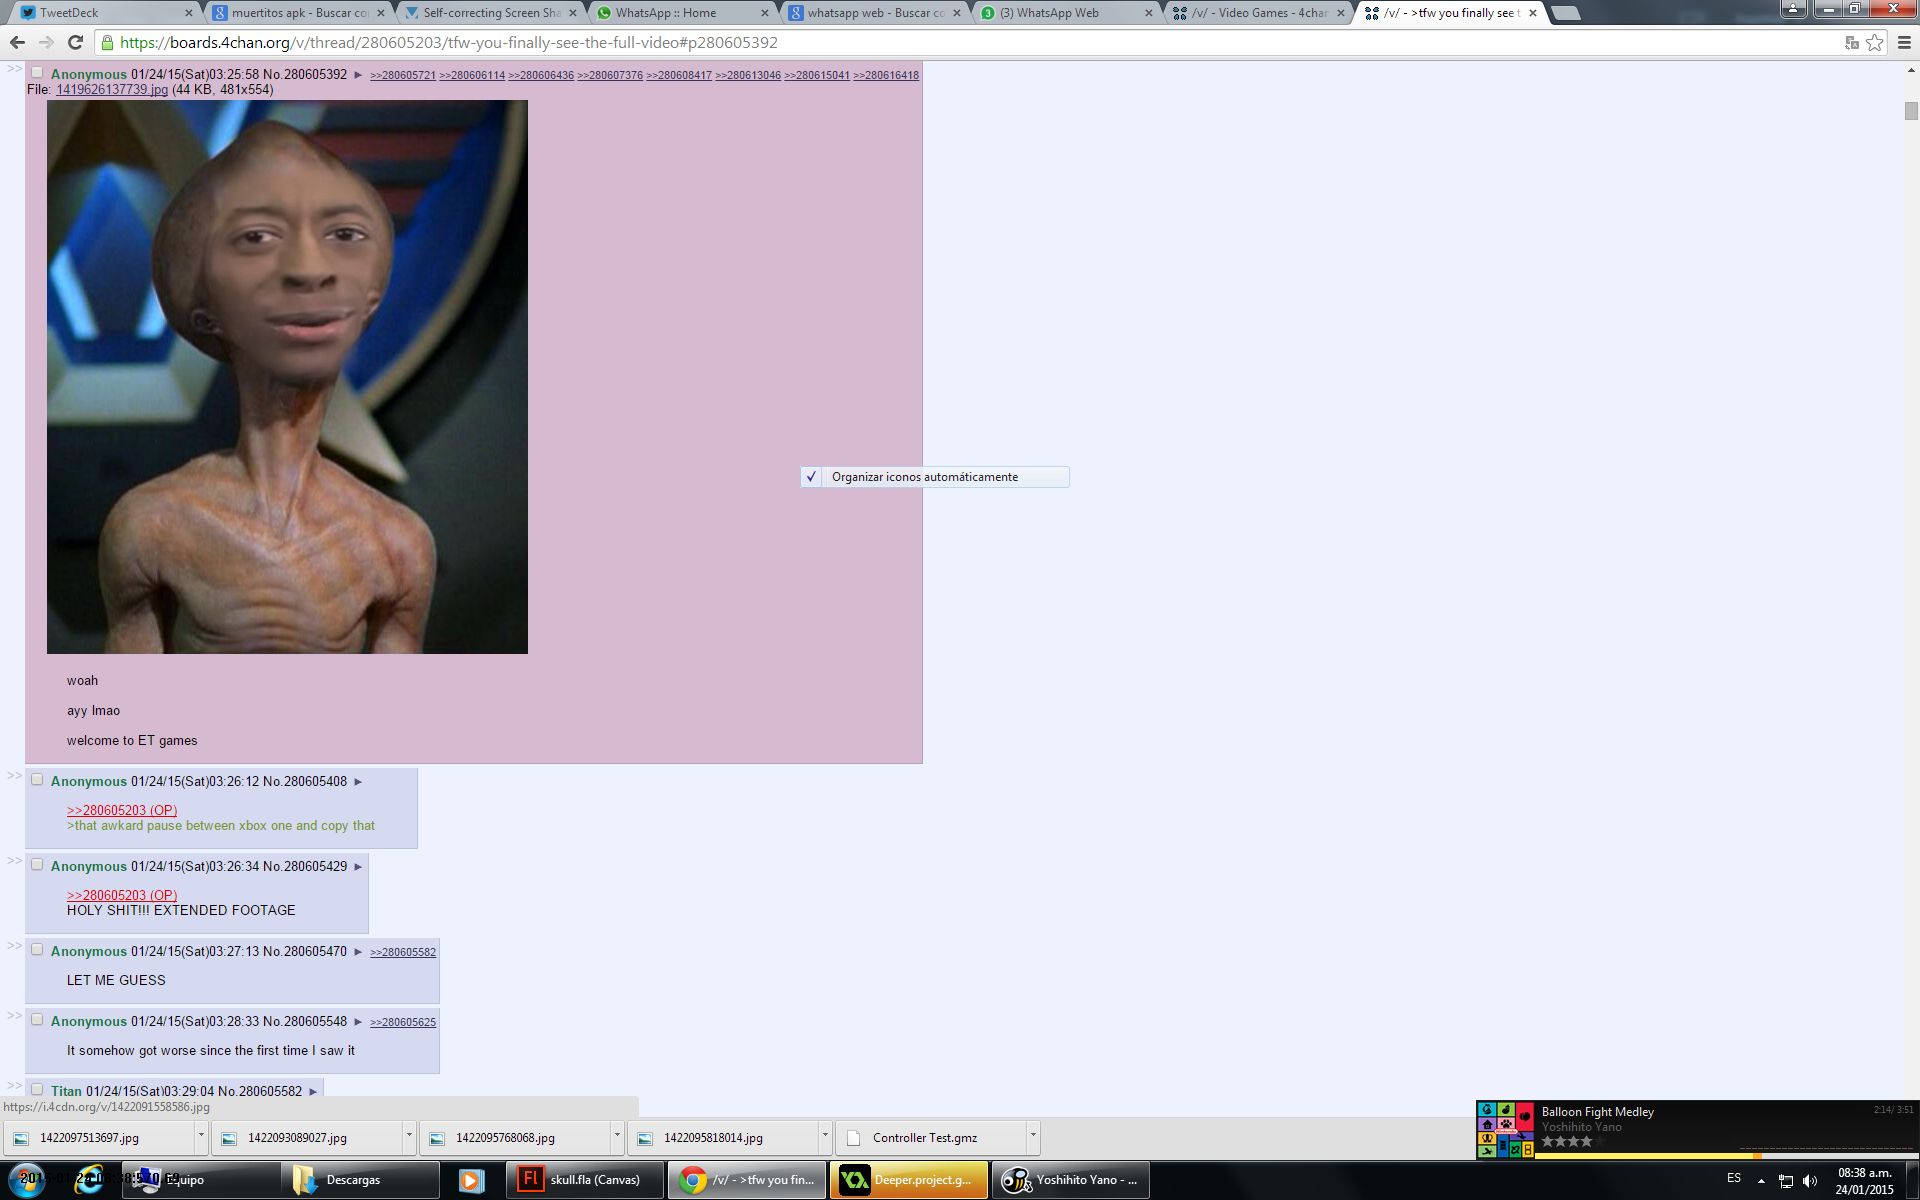 TweetDeck
muertitos apk - Buscar co
Self-correcting Screen Sha
WhatsApp :: Home
whatsapp web - Buscar co
(3) WhatsApp Web
/v/ - Video Games - 4chan
/v/ - >tfw you finally see t
https://boards.4chan.org/v/thread/280605203/tfw-you-finally-see-the-full-video#p280605392
>> Anonymous 01/24/15(Sat)03:25:58 No.280605392 ► >>280605721 >>280606114 >>280606436 >>280607376 >>280608417 >>280613046 >>280615041 >>280616418
File: 1419626137739.jpg (44 KB, 481x554)
✓ Organizar iconos automáticamente
woah
ayy lmao
welcome to ET games
>> Anonymous 01/24/15(Sat)03:26:12 No.280605408 ►
>>280605203 (OP)
>that awkard pause between xbox one and copy that
>> Anonymous 01/24/15(Sat)03:26:34 No.280605429 ►
>>280605203 (OP)
HOLY SHIT!!! EXTENDED FOOTAGE
>> Anonymous 01/24/15(Sat)03:27:13 No.280605470 ► >>280605582
LET ME GUESS
>> Anonymous 01/24/15(Sat)03:28:33 No.280605548 ► >>280605625
It somehow got worse since the first time I saw it
>> Titan 01/24/15(Sat)03:29:04 No.280605582 ►
https://i.4cdn.org/v/1422091558586.jpg
1422097513697.jpg
1422093089027.jpg
1422095768068.jpg
1422095818014.jpg
Controller Test.gmz
Balloon Fight Medley
2:14/ 3:51
Yoshihito Yano
Equipo
Descargas
Fl
skull.fla (Canvas)
/v/ - >tfw you fin...
Deeper.project.g...
Yoshihito Yano - ...
ES
08:38 a.m.
24/01/2015